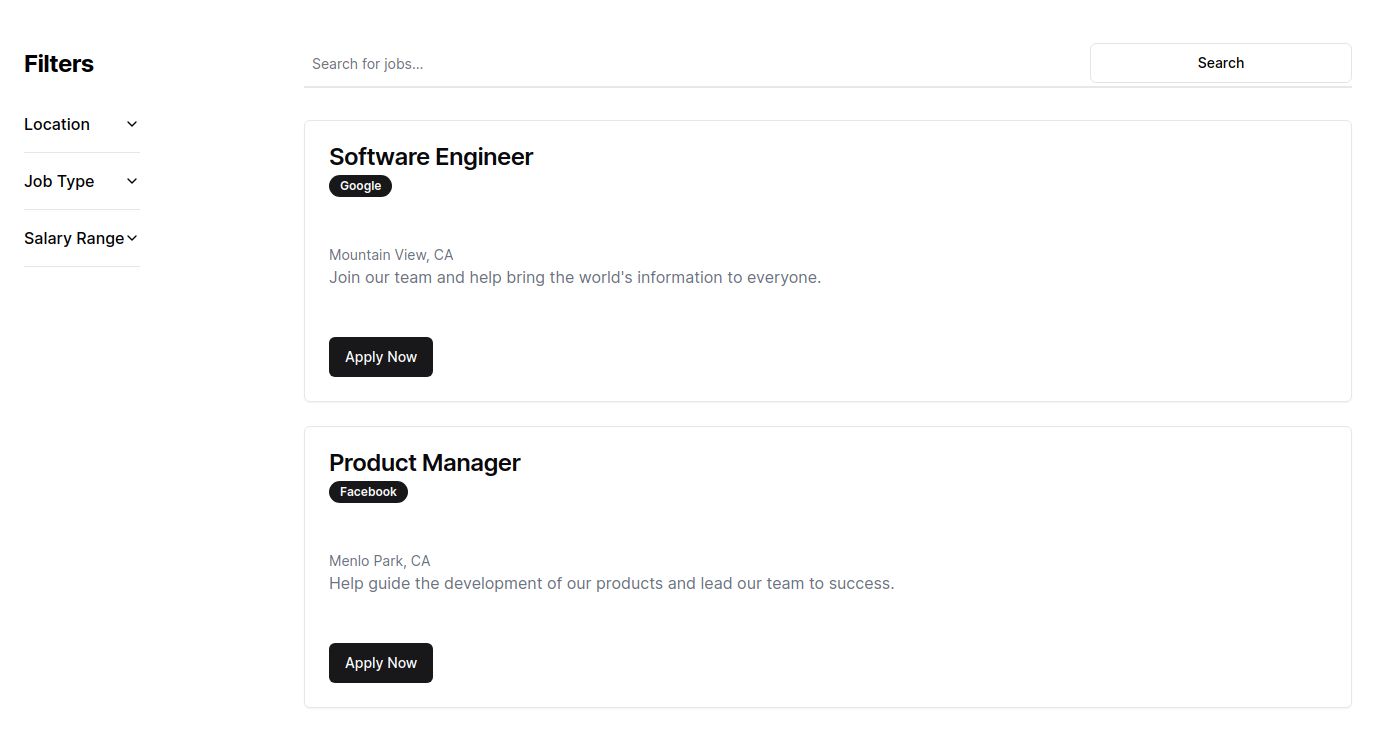 Filters
Location
Job Type
Salary Range
Search for jobs...
Search
Software Engineer
Google
Mountain View, CA
Join our team and help bring the world's information to everyone.
Apply Now
Product Manager
Facebook
Menlo Park, CA
Help guide the development of our products and lead our team to success.
Apply Now